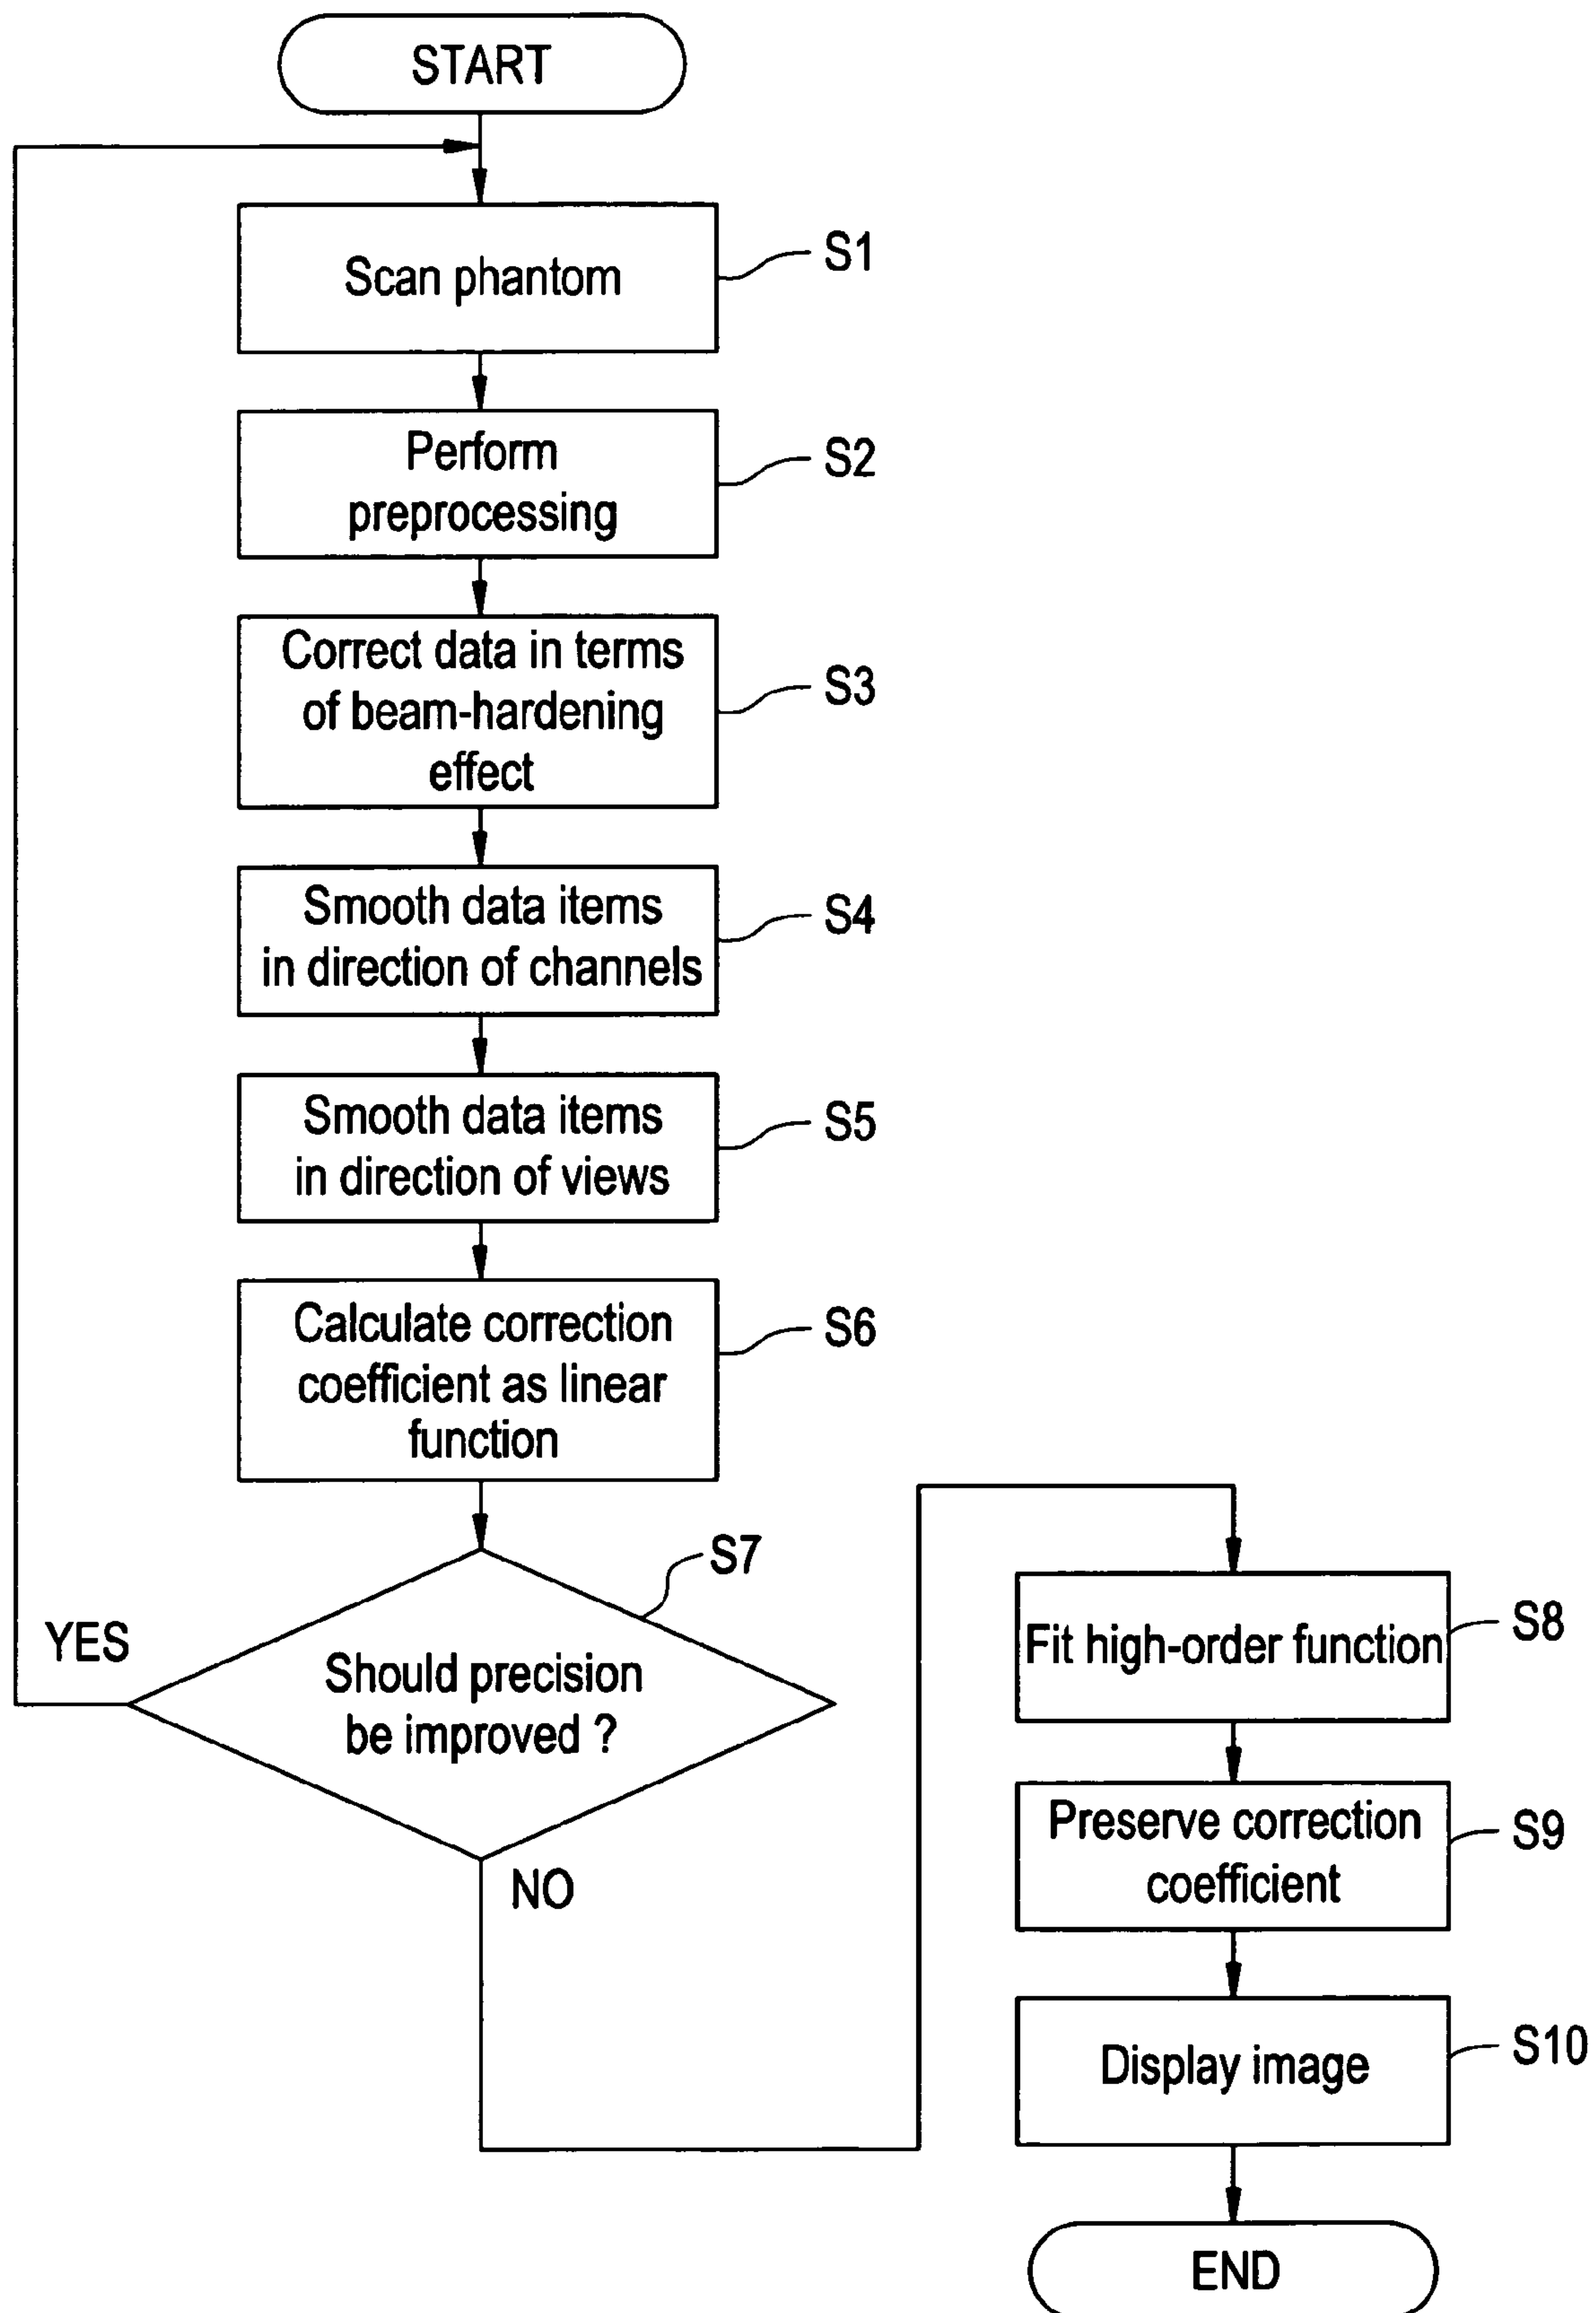 START
Scan phantom
S1
Perform
preprocessing
S2
Correct data in terms
of beam-hardening
effect
S3
Smooth data items
in direction of channels
S4
Smooth data items
in direction of views
S5
Calculate correction
coefficient as linear
function
S6
S7
YES
Should precision
be improved ?
NO
Fit high-order function
S8
Preserve correction
coefficient
S9
Display image
S10
END